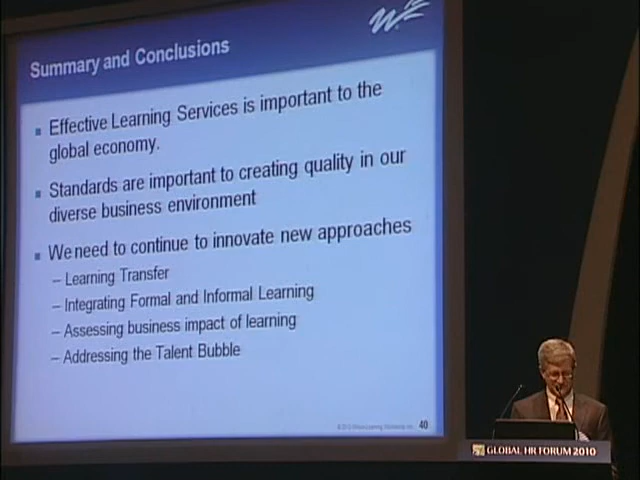 Summary and Conclusions
Effective Learning Services is important to the
global economy.
Standards are important to creating quality in our
diverse business environment
We need to continue to innovate new approaches
– Learning Transfer
– Integrating Formal and Informal Learning
– Assessing business impact of learning
– Addressing the Talent Bubble
40
GLOBAL HR FORUM 2010